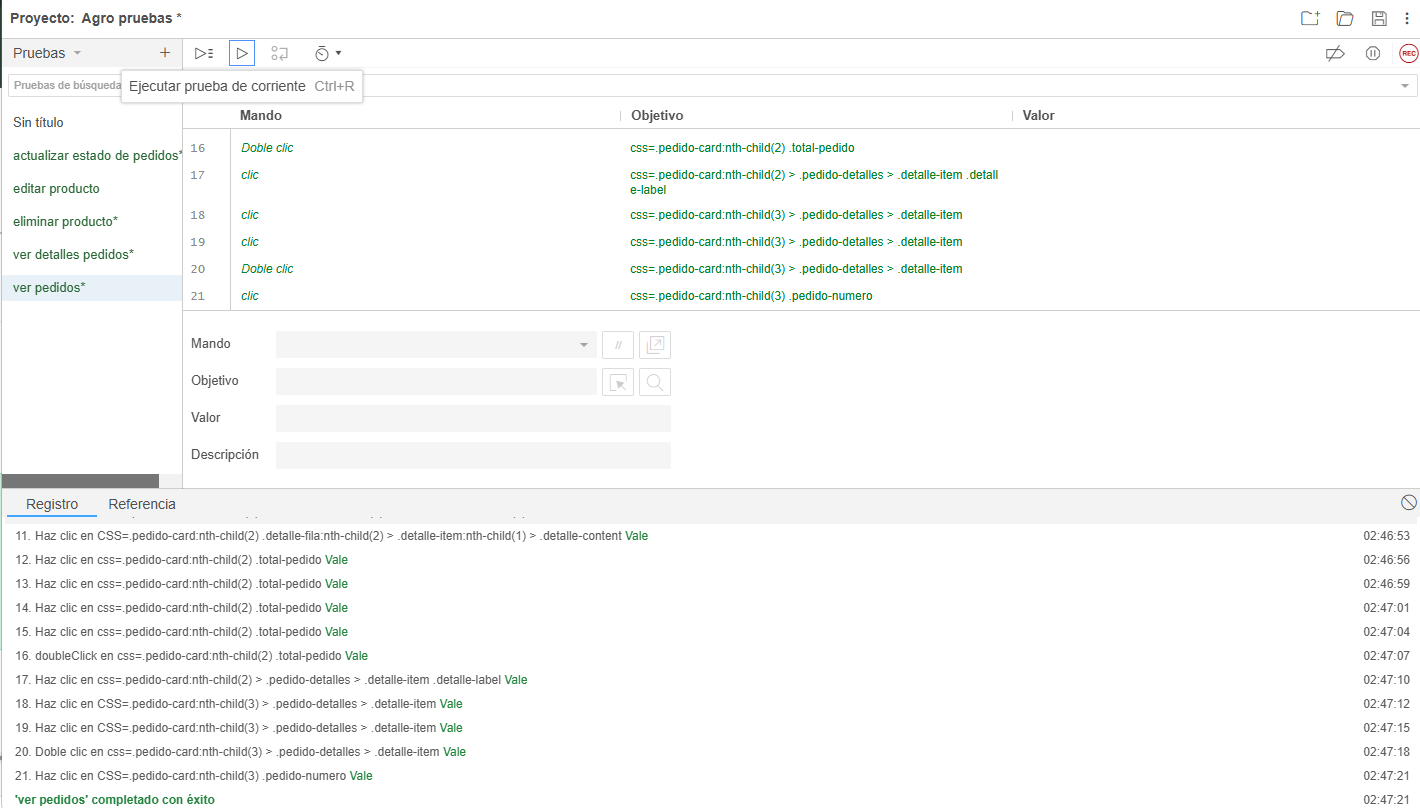 Proyecto: Agro pruebas *
Pruebas
Pruebas de búsqueda
Ejecutar prueba de corriente Ctrl+R
REC
Sin título
actualizar estado de pedidos*
editar producto
eliminar producto*
ver detalles pedidos*
ver pedidos*
Mando Objetivo Valor
16 Doble clic css=.pedido-card:nth-child(2) .total-pedido
17 clic css=.pedido-card:nth-child(2) > .pedido-detalles > .detalle-item .detall
e-label
18 clic css=.pedido-card:nth-child(3) > .pedido-detalles > .detalle-item
19 clic css=.pedido-card:nth-child(3) > .pedido-detalles > .detalle-item
20 Doble clic css=.pedido-card:nth-child(3) > .pedido-detalles > .detalle-item
21 clic css=.pedido-card:nth-child(3) .pedido-numero
Mando //
Objetivo
Valor
Descripción
Registro Referencia
11. Haz clic en CSS=.pedido-card:nth-child(2) .detalle-fila:nth-child(2) > .detalle-item:nth-child(1) > .detalle-content Vale 02:46:53
12. Haz clic en css=.pedido-card:nth-child(2) .total-pedido Vale 02:46:56
13. Haz clic en css=.pedido-card:nth-child(2) .total-pedido Vale 02:46:59
14. Haz clic en css=.pedido-card:nth-child(2) .total-pedido Vale 02:47:01
15. Haz clic en css=.pedido-card:nth-child(2) .total-pedido Vale 02:47:04
16. doubleClick en css=.pedido-card:nth-child(2) .total-pedido Vale 02:47:07
17. Haz clic en css=.pedido-card:nth-child(2) > .pedido-detalles > .detalle-item .detalle-label Vale 02:47:10
18. Haz clic en CSS=.pedido-card:nth-child(3) > .pedido-detalles > .detalle-item Vale 02:47:12
19. Haz clic en CSS=.pedido-card:nth-child(3) > .pedido-detalles > .detalle-item Vale 02:47:15
20. Doble clic en css=.pedido-card:nth-child(3) > .pedido-detalles > .detalle-item Vale 02:47:18
21. Haz clic en CSS=.pedido-card:nth-child(3) .pedido-numero Vale 02:47:21
'ver pedidos' completado con éxito 02:47:21